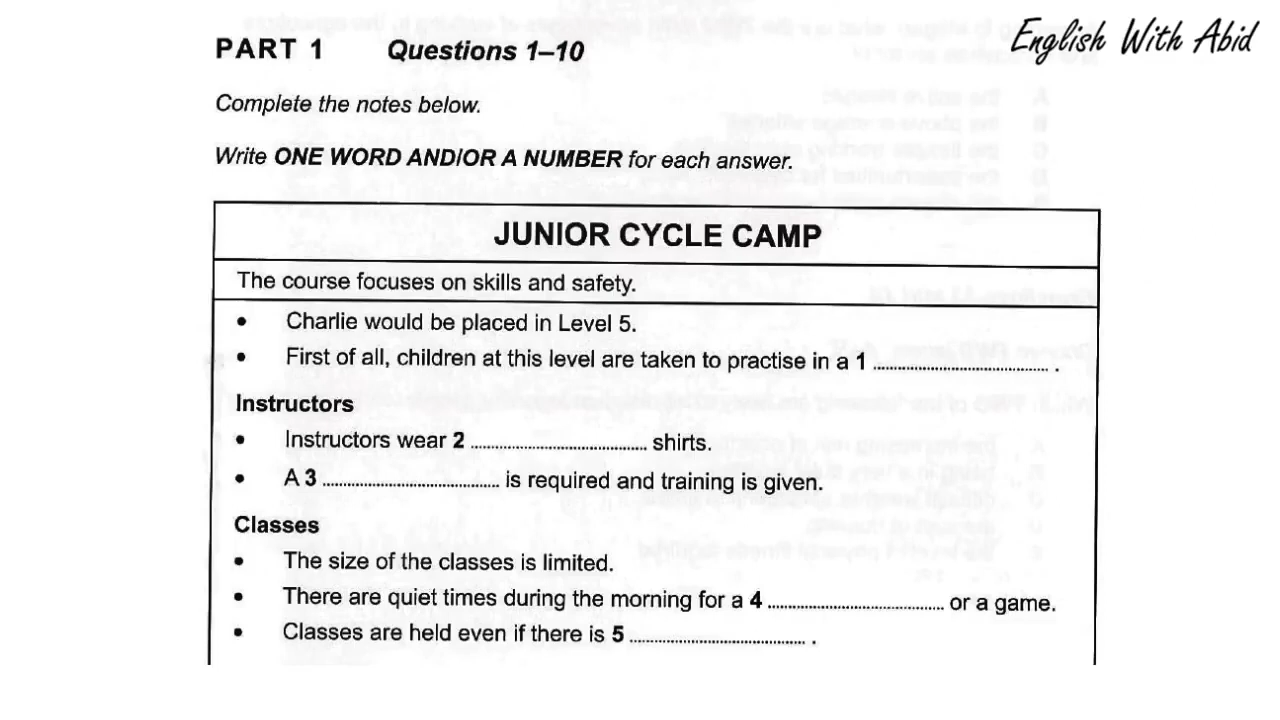 English With Abid
PART 1 Questions 1–10
Complete the notes below.
Write ONE WORD AND/OR A NUMBER for each answer.
JUNIOR CYCLE CAMP
The course focuses on skills and safety.
• Charlie would be placed in Level 5.
• First of all, children at this level are taken to practise in a 1 .................................... .
Instructors
• Instructors wear 2 .................................... shirts.
• A 3 .................................... is required and training is given.
Classes
• The size of the classes is limited.
• There are quiet times during the morning for a 4 .................................... or a game.
• Classes are held even if there is 5 .................................... .